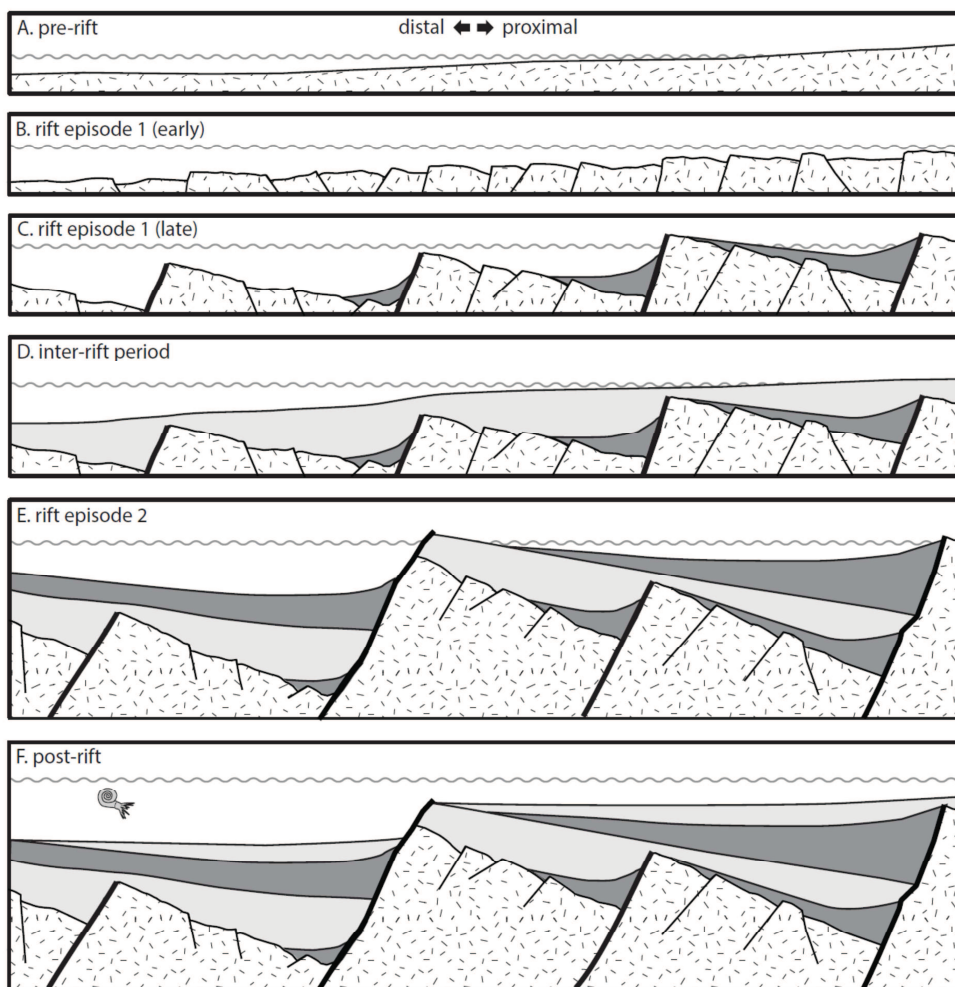 A. pre-rift
distal ⬅ ➡ proximal
B. rift episode 1 (early)
C. rift episode 1 (late)
D. inter-rift period
E. rift episode 2
F. post-rift